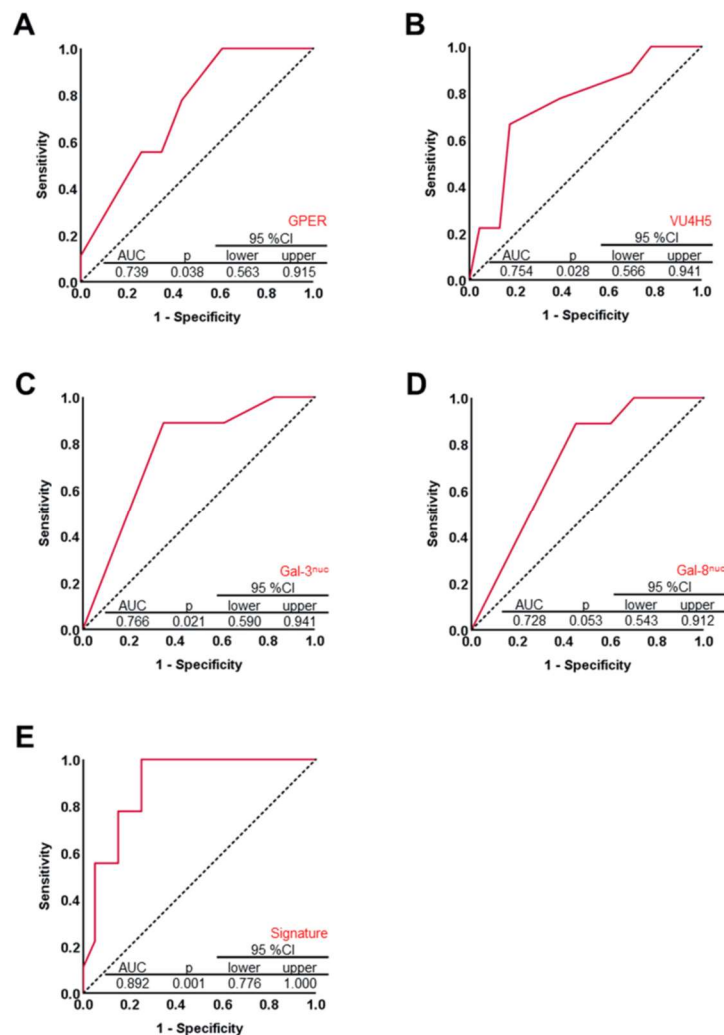 A
1.0
0.8
0.6
0.4
0.2
0.0
Sensitivity
GPER
95 %CI
AUC p lower upper
0.739 0.038 0.563 0.915
0.0 0.2 0.4 0.6 0.8 1.0
1 - Specificity
B
1.0
0.8
0.6
0.4
0.2
0.0
Sensitivity
VU4H5
95 %CI
AUC p lower upper
0.754 0.028 0.566 0.941
0.0 0.2 0.4 0.6 0.8 1.0
1 - Specificity
C
1.0
0.8
0.6
0.4
0.2
0.0
Sensitivity
Gal-3nuc
95 %CI
AUC p lower upper
0.766 0.021 0.590 0.941
0.0 0.2 0.4 0.6 0.8 1.0
1 - Specificity
D
1.0
0.8
0.6
0.4
0.2
0.0
Sensitivity
Gal-8nuc
95 %CI
AUC p lower upper
0.728 0.053 0.543 0.912
0.0 0.2 0.4 0.6 0.8 1.0
1 - Specificity
E
1.0
0.8
0.6
0.4
0.2
0.0
Sensitivity
Signature
95 %CI
AUC p lower upper
0.892 0.001 0.776 1.000
0.0 0.2 0.4 0.6 0.8 1.0
1 - Specificity